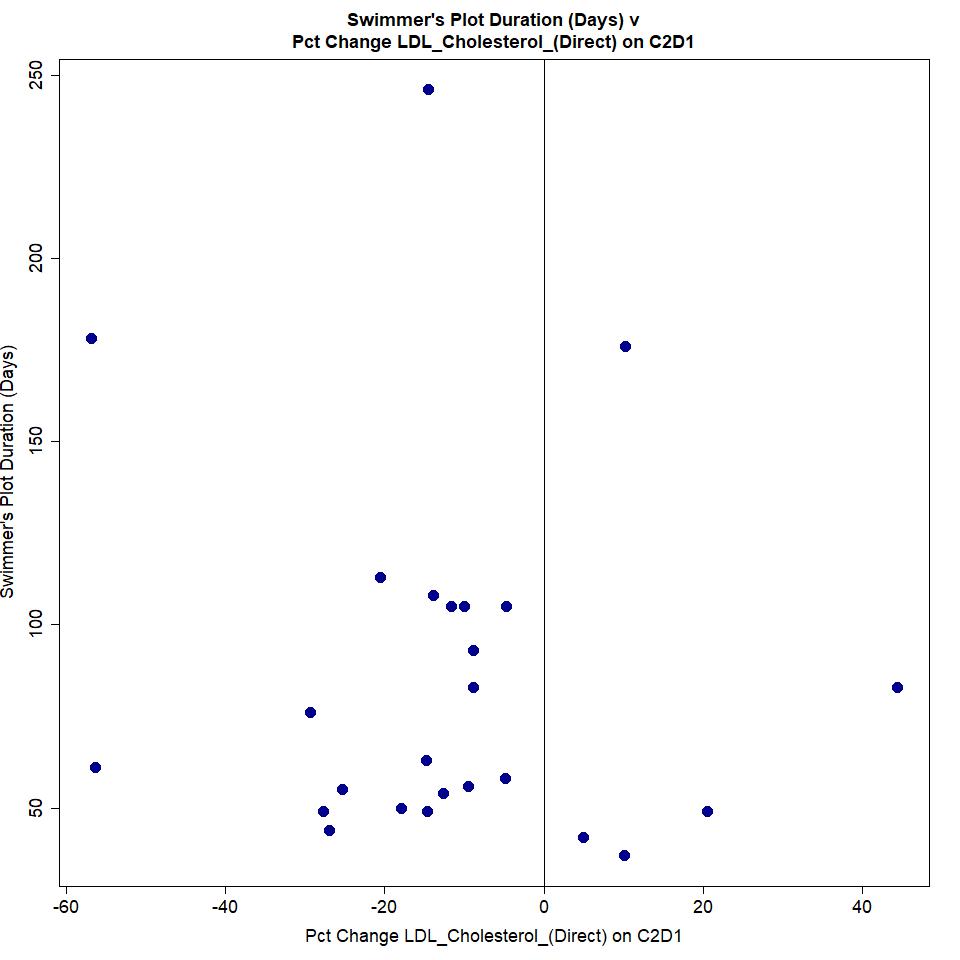 Swimmer's Plot Duration (Days) v
Pct Change LDL_Cholesterol_(Direct) on C2D1
Swimmer's Plot Duration (Days)
250
200
150
100
50
-60
-40
-20
0
20
40
Pct Change LDL_Cholesterol_(Direct) on C2D1